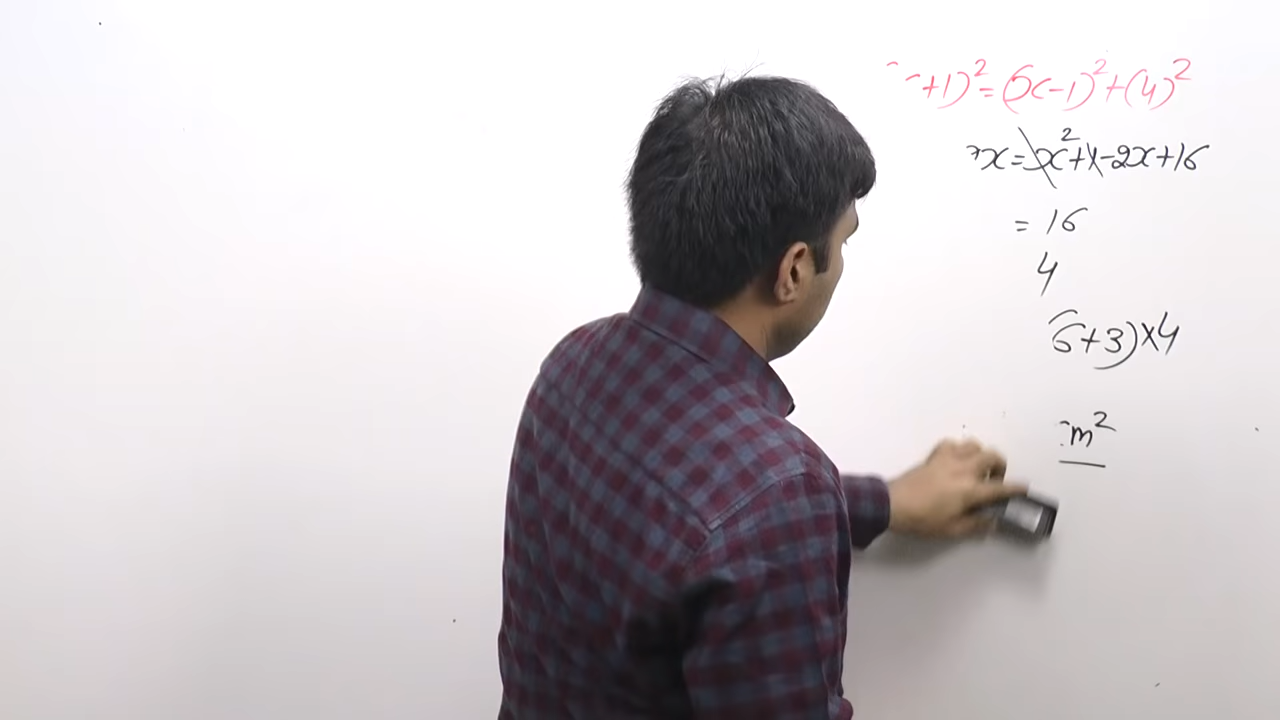 +1)² = (x-1)² + (4)²
x = x² + 1 - 2x + 16
= 16
4
5+3)×4
m²